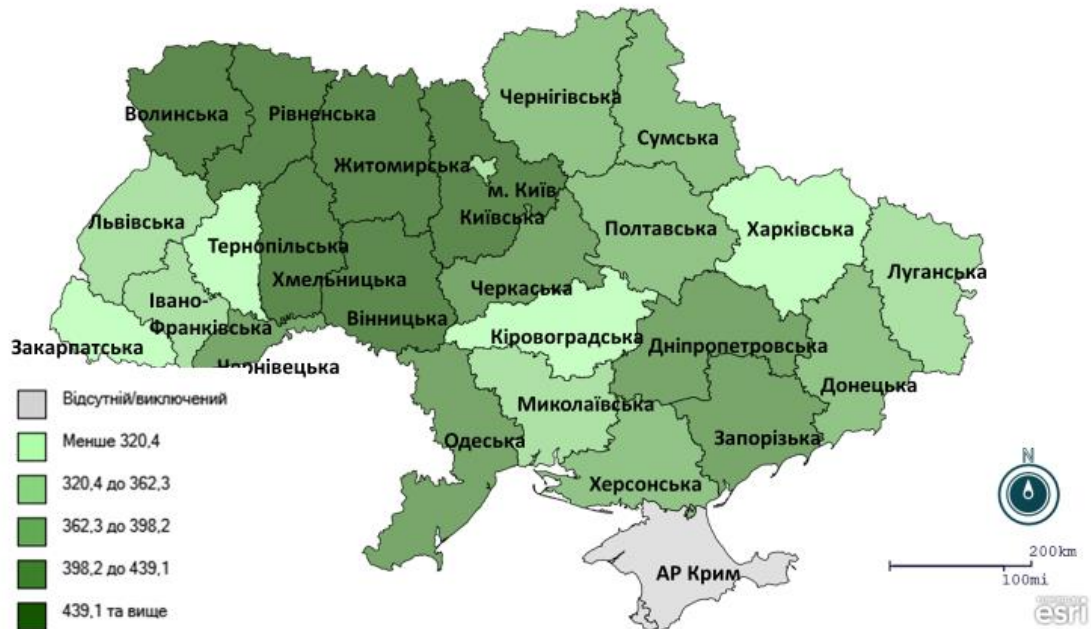 Чернігівська
Волинська
Рівненська
Сумська
Житомирська
м. Київ
Київська
Львівська
Тернопільська
Полтавська
Харківська
Луганська
Хмельницька
Черкаська
Івано-
Франківська
Вінницька
Кіровоградська
Дніпропетровська
Закарпатська
Чернівецька
Донецька
Миколаївська
Одеська
Запорізька
Херсонська
АР Крим
Відсутній/виключений
Менше 320,4
320,4 до 362,3
362,3 до 398,2
398,2 до 439,1
439,1 та вище
N
200km
100mi
esri